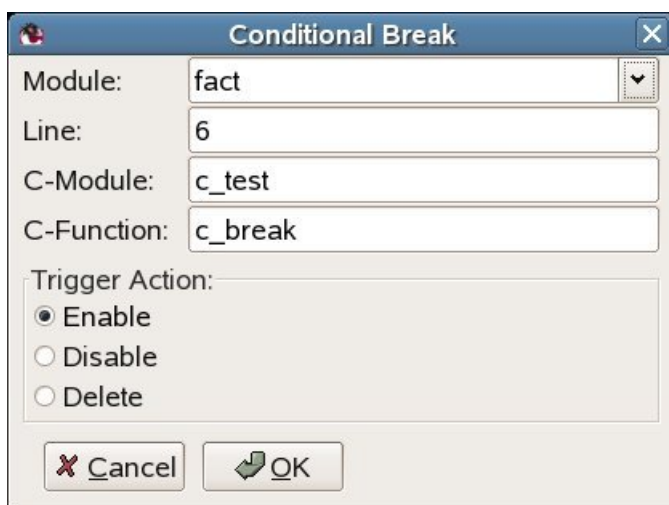 Conditional Break
Module: fact
Line: 6
C-Module: c_test
C-Function: c_break
Trigger Action:
Enable
Disable
Delete
Cancel OK